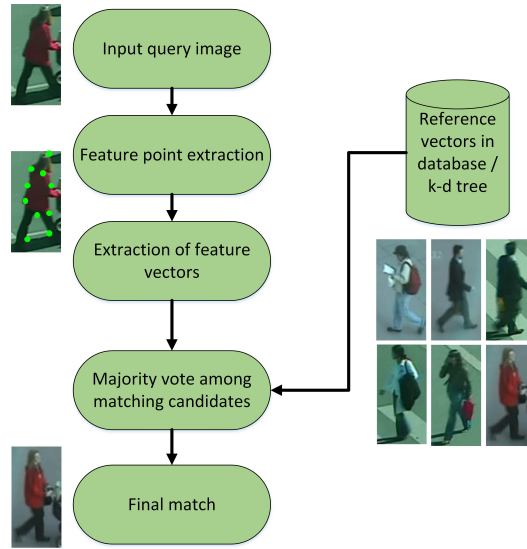 Input query image
Feature point extraction
Extraction of feature
vectors
Majority vote among
matching candidates
Final match
Reference
vectors in
database /
k-d tree